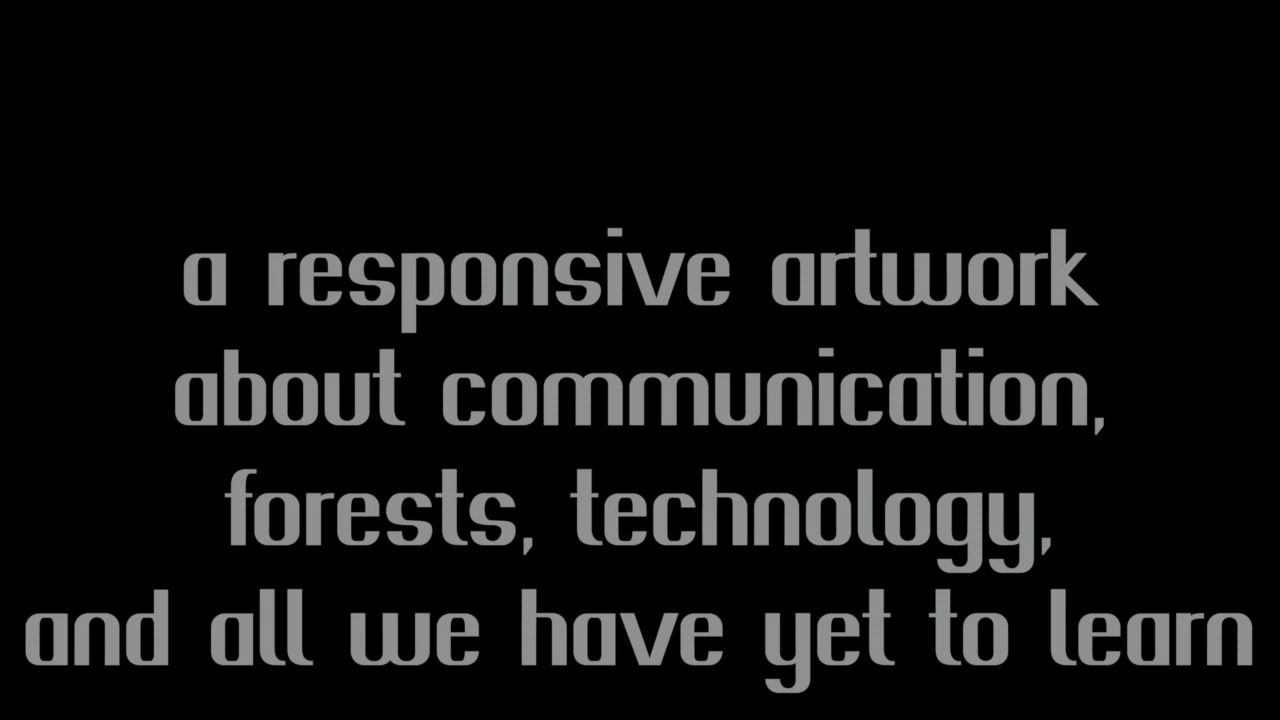 a responsive artwork
about communication,
forests, technology,
and all we have yet to learn